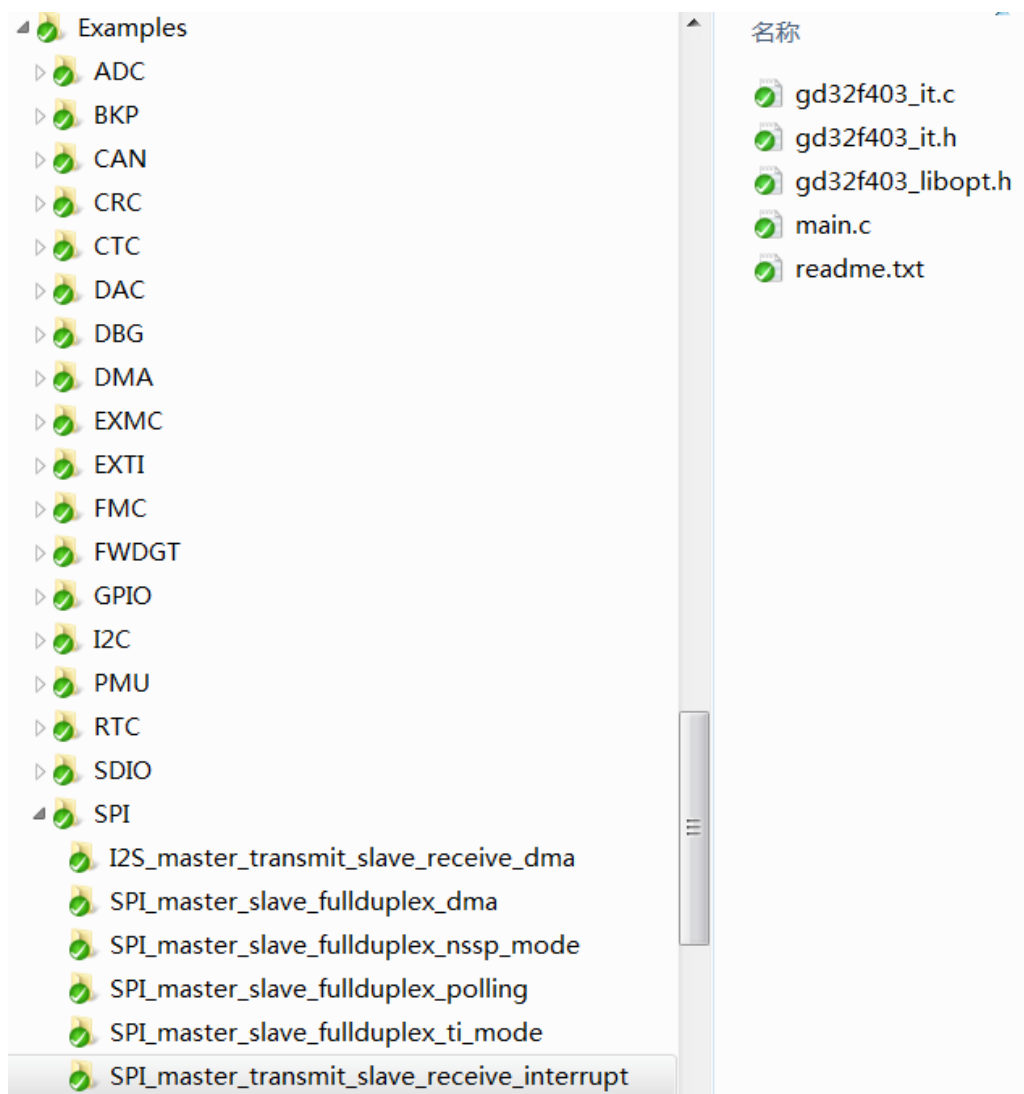 Examples
ADC
BKP
CAN
CRC
CTC
DAC
DBG
DMA
EXMC
EXTI
FMC
FWDGT
GPIO
I2C
PMU
RTC
SDIO
SPI
I2S_master_transmit_slave_receive_dma
SPI_master_slave_fullduplex_dma
SPI_master_slave_fullduplex_nssp_mode
SPI_master_slave_fullduplex_polling
SPI_master_slave_fullduplex_ti_mode
SPI_master_transmit_slave_receive_interrupt
名称
gd32f403_it.c
gd32f403_it.h
gd32f403_libopt.h
main.c
readme.txt